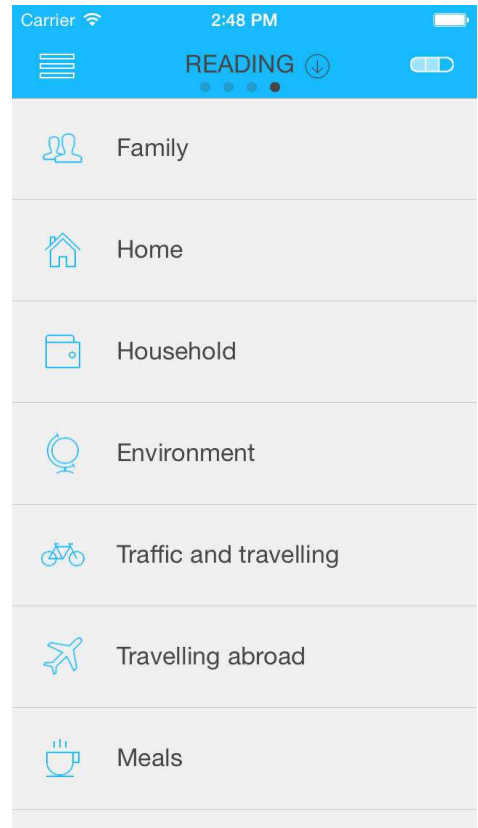 Carrier 2:48 PM
READING
Family
Home
Household
Environment
Traffic and travelling
Travelling abroad
Meals